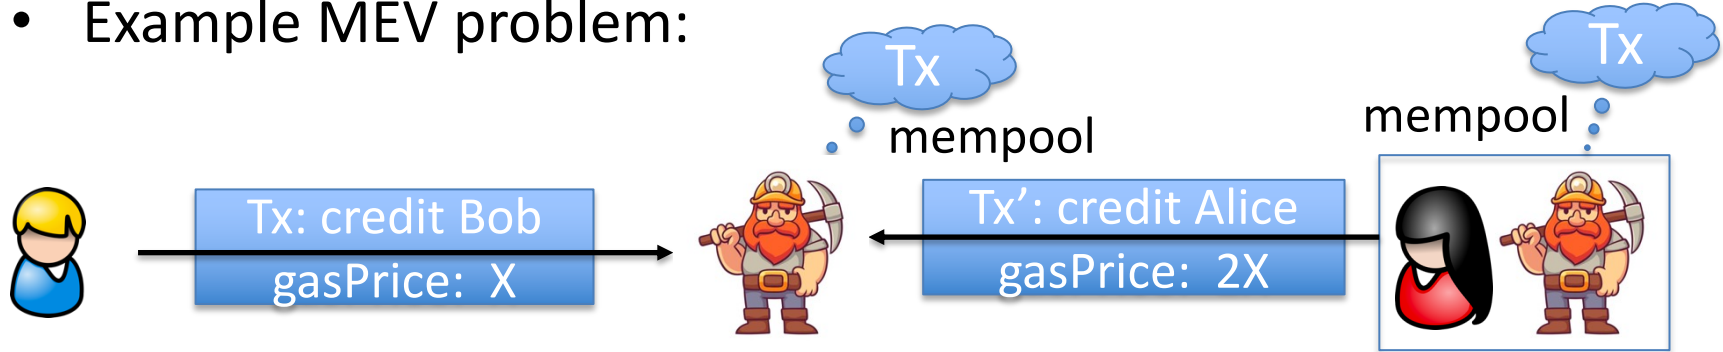 • Example MEV problem:
Tx
Tx
mempool
mempool
Tx: credit Bob
gasPrice: X
Tx’: credit Alice
gasPrice: 2X